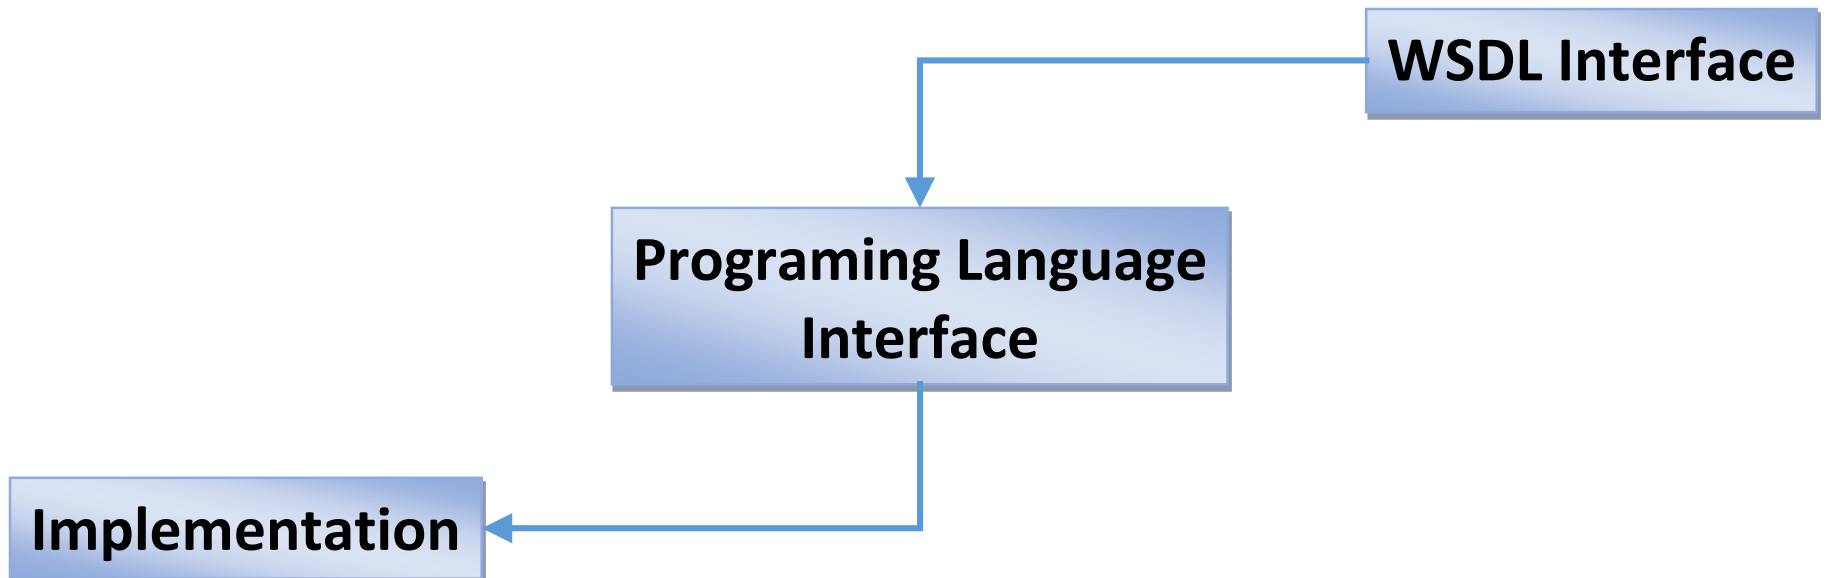 WSDL Interface
Programing Language
Interface
Implementation